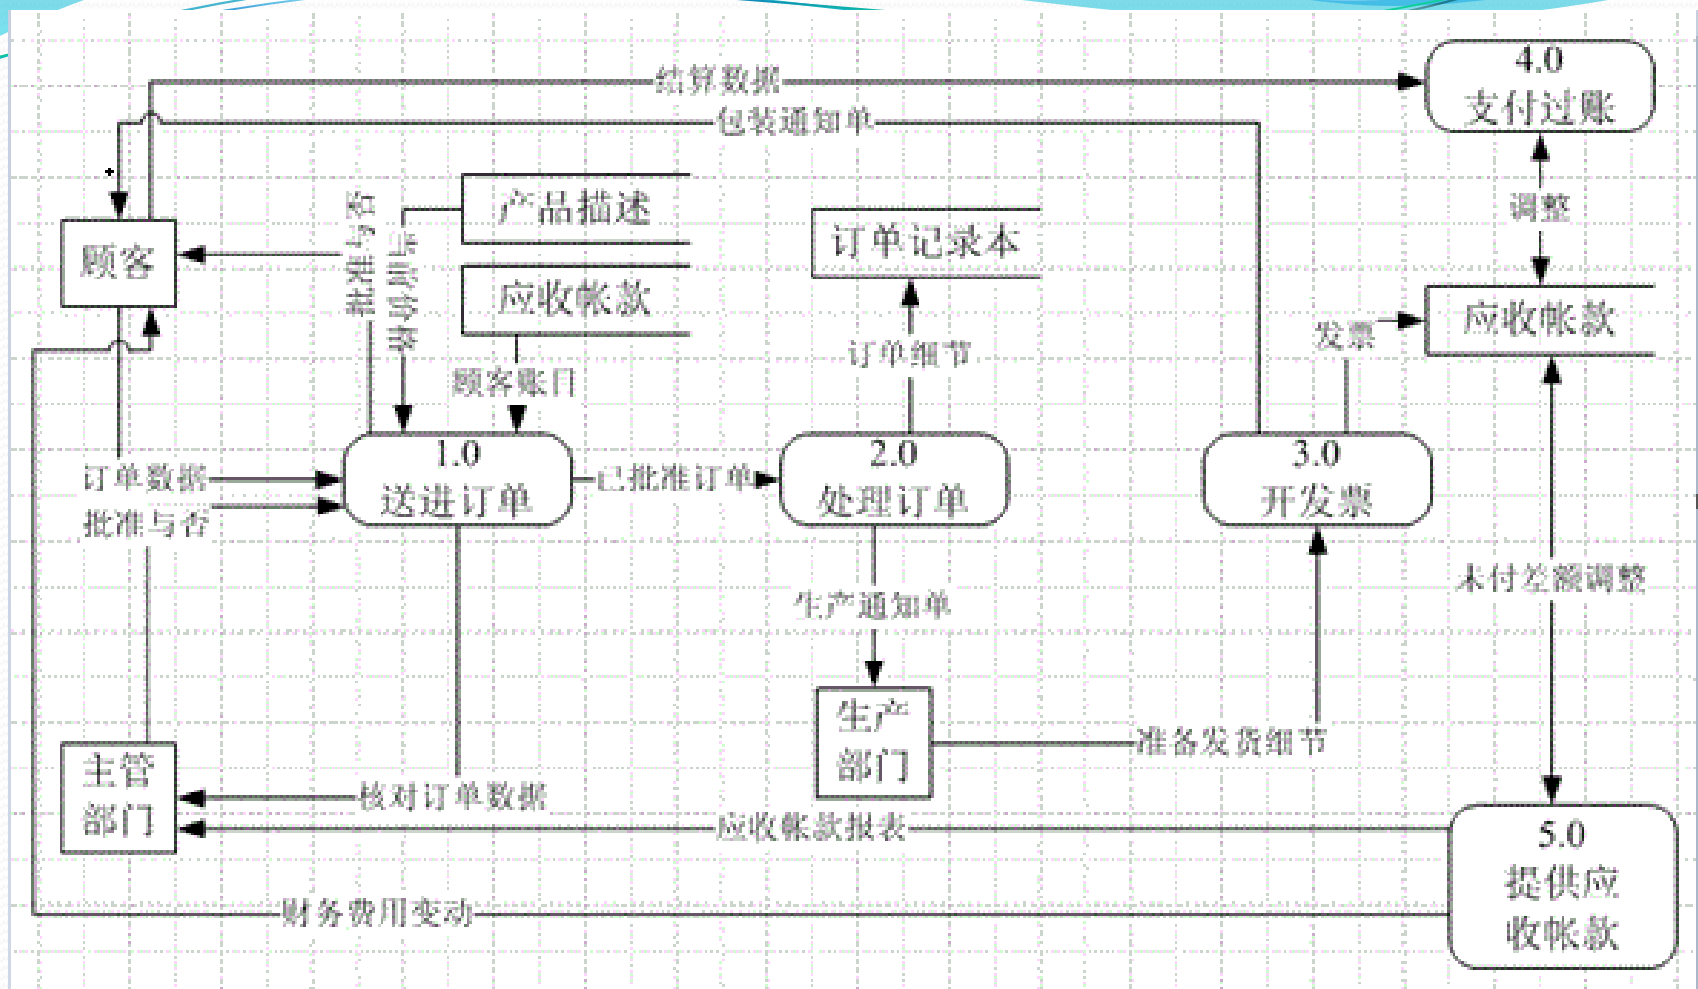 结算数据
4.0
支付过账
包装通知单
调整
批准与否
产品描述
订单记录本
顾客
应收帐款
应收帐款
发票
订单细节
顾客账目
1.0
送进订单
2.0
处理订单
3.0
开发票
订单数据
批准与否
已批准订单
未付差额调整
生产通知单
生产
部门
准备发货细节
主管
部门
核对订单数据
应收帐款报表
5.0
提供应
收帐款
财务费用变动